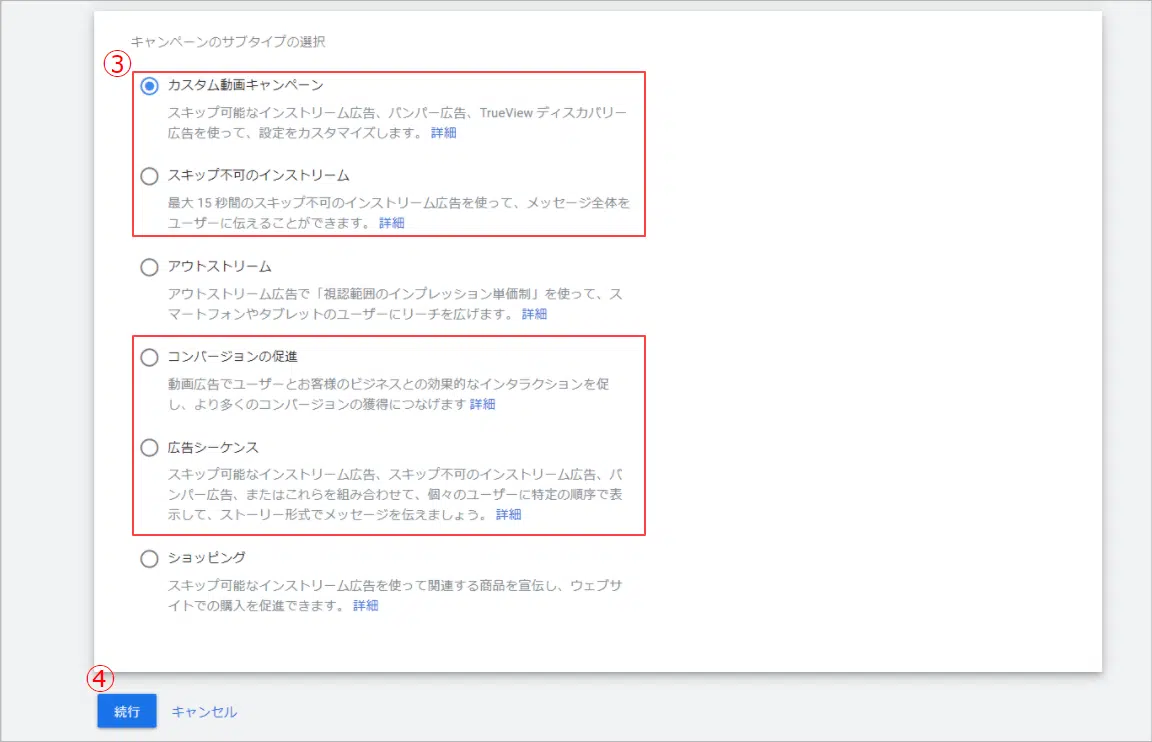 キャンペーンのサブタイプの選択
③
カスタム動画キャンペーン
スキップ可能なインストリーム広告、バンパー広告、TrueView ディスカバリー
広告を使って、設定をカスタマイズします。 詳細
スキップ不可のインストリーム
最大 15 秒間のスキップ不可のインストリーム広告を使って、メッセージ全体を
ユーザーに伝えることができます。 詳細
アウトストリーム
アウトストリーム広告で「視認範囲のインプレッション単価制」を使って、ス
マートフォンやタブレットのユーザーにリーチを広げます。 詳細
コンバージョンの促進
動画広告でユーザーとお客様のビジネスとの効果的なインタラクションを促
し、より多くのコンバージョンの獲得につなげます 詳細
広告シーケンス
スキップ可能なインストリーム広告、スキップ不可のインストリーム広告、バ
ンパー広告、またはこれらを組み合わせて、個々のユーザーに特定の順序で表
示して、ストーリー形式でメッセージを伝えましょう。 詳細
ショッピング
スキップ可能なインストリーム広告を使って関連する商品を宣伝し、ウェブサ
イトでの購入を促進できます。 詳細
④
続行 キャンセル